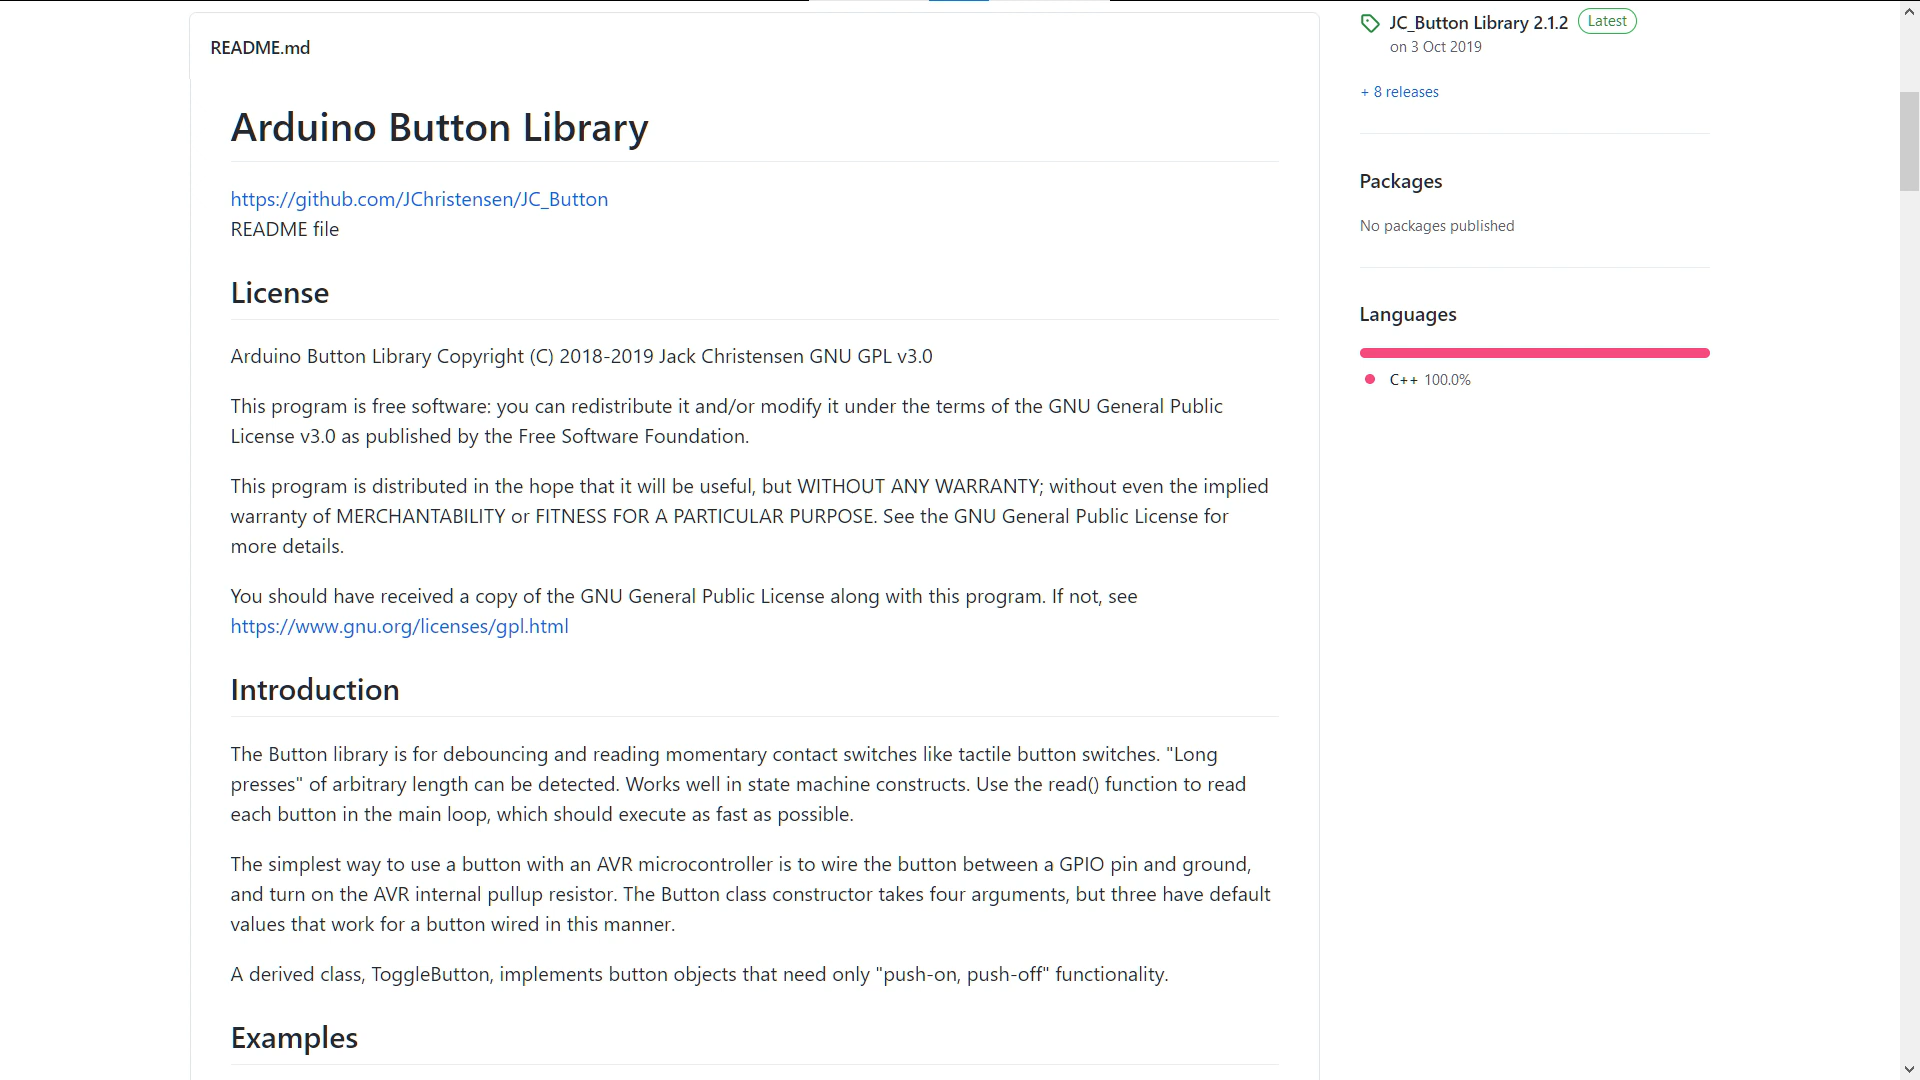 README.md
Arduino Button Library
https://github.com/JChristensen/JC_Button
README file
License
Arduino Button Library Copyright (C) 2018-2019 Jack Christensen GNU GPL v3.0
This program is free software: you can redistribute it and/or modify it under the terms of the GNU General Public
License v3.0 as published by the Free Software Foundation.
This program is distributed in the hope that it will be useful, but WITHOUT ANY WARRANTY; without even the implied
warranty of MERCHANTABILITY or FITNESS FOR A PARTICULAR PURPOSE. See the GNU General Public License for
more details.
You should have received a copy of the GNU General Public License along with this program. If not, see
https://www.gnu.org/licenses/gpl.html
Introduction
The Button library is for debouncing and reading momentary contact switches like tactile button switches. "Long
presses" of arbitrary length can be detected. Works well in state machine constructs. Use the read() function to read
each button in the main loop, which should execute as fast as possible.
The simplest way to use a button with an AVR microcontroller is to wire the button between a GPIO pin and ground,
and turn on the AVR internal pullup resistor. The Button class constructor takes four arguments, but three have default
values that work for a button wired in this manner.
A derived class, ToggleButton, implements button objects that need only "push-on, push-off" functionality.
Examples
JC_Button Library 2.1.2 Latest
on 3 Oct 2019
+ 8 releases
Packages
No packages published
Languages
C++ 100.0%